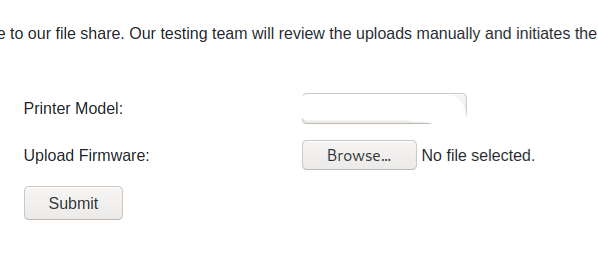 e to our file share. Our testing team will review the uploads manually and initiates the
Printer Model:
Upload Firmware: Browse... No file selected.
Submit